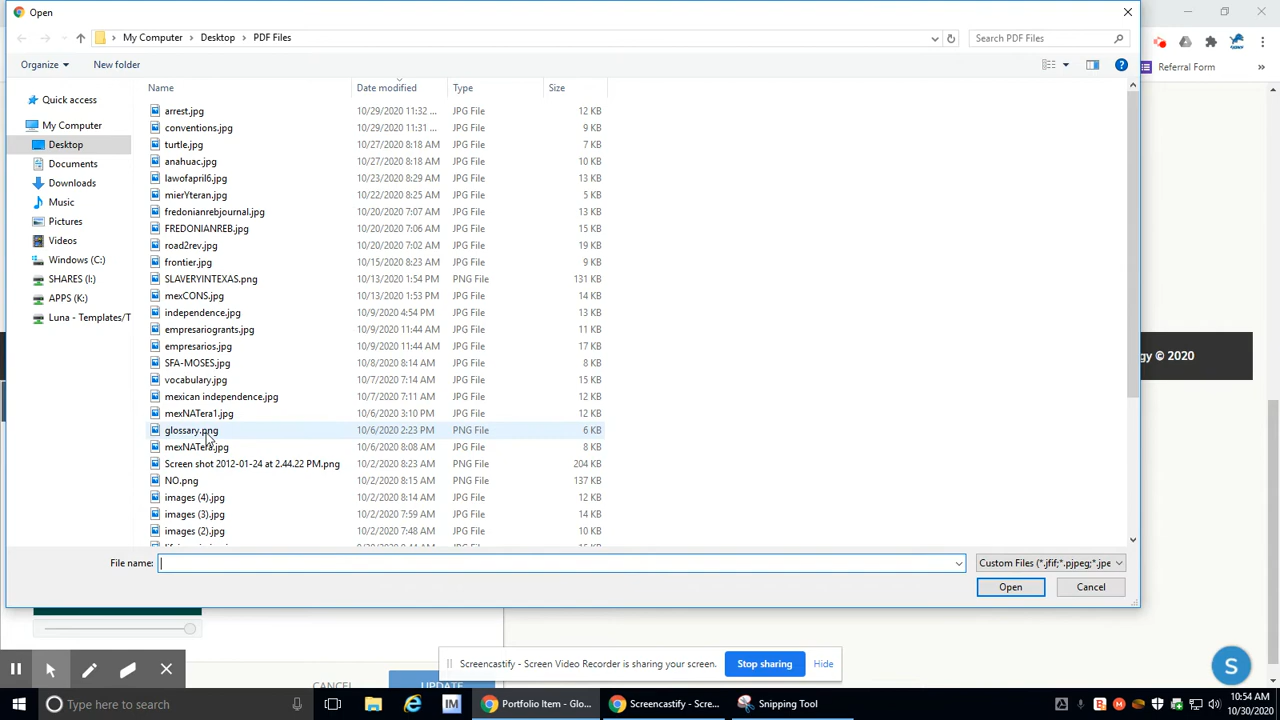 Open
My Computer Desktop PDF Files Search PDF Files
Organize New folder
Referral Form
Name Date modified Type Size
Quick access
My Computer
Desktop
Documents
Downloads
Music
Pictures
Videos
Windows (C:)
SHARES (I:)
APPS (K:)
Luna - Templates/T
arrest.jpg 10/29/2020 11:32 ... JPG File 12 KB
conventions.jpg 10/29/2020 11:31 ... JPG File 9 KB
turtle.jpg 10/27/2020 8:18 AM JPG File 7 KB
anahuac.jpg 10/27/2020 8:18 AM JPG File 10 KB
lawofapril6.jpg 10/23/2020 8:29 AM JPG File 13 KB
mierYteran.jpg 10/22/2020 8:25 AM JPG File 5 KB
fredonianrebjournal.jpg 10/20/2020 7:07 AM JPG File 13 KB
FREDONIANREB.jpg 10/20/2020 7:06 AM JPG File 15 KB
road2rev.jpg 10/20/2020 7:02 AM JPG File 19 KB
frontier.jpg 10/15/2020 8:23 AM JPG File 9 KB
SLAVERYINTEXAS.png 10/13/2020 1:54 PM PNG File 131 KB
mexCONS.jpg 10/13/2020 1:53 PM JPG File 14 KB
independence.jpg 10/9/2020 4:54 PM JPG File 13 KB
empresariogrants.jpg 10/9/2020 11:44 AM JPG File 11 KB
empresarios.jpg 10/9/2020 11:44 AM JPG File 17 KB
SFA-MOSES.jpg 10/8/2020 8:14 AM JPG File 8 KB
vocabulary.jpg 10/7/2020 7:14 AM JPG File 15 KB
mexican independence.jpg 10/7/2020 7:11 AM JPG File 12 KB
mexNATera1.jpg 10/6/2020 3:10 PM JPG File 12 KB
glossary.png 10/6/2020 2:23 PM PNG File 6 KB
mexNATera.jpg 10/6/2020 8:08 AM JPG File 8 KB
Screen shot 2012-01-24 at 2.44.22 PM.png 10/2/2020 8:23 AM PNG File 204 KB
NO.png 10/2/2020 8:15 AM PNG File 137 KB
images (4).jpg 10/2/2020 8:14 AM JPG File 8 KB
images (3).jpg 10/2/2020 7:59 AM JPG File 14 KB
images (2).jpg 10/2/2020 7:48 AM JPG File 10 KB
gy © 2020
File name: Custom Files (*.jfif;*.pjpeg;*.jpe
Open Cancel
Screencastify - Screen Video Recorder is sharing your screen. Stop sharing Hide
S
CANCEL UPDATE
Type here to search
IM
Portfolio Item - Glo...
Screencastify - Scre...
Snipping Tool
10:54 AM
10/30/2020